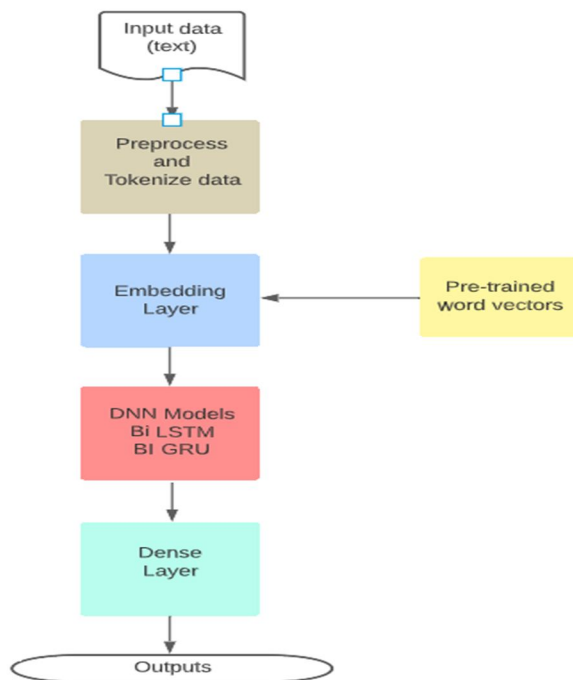 Input data
(text)
Preprocess
and
Tokenize data
Embedding
Layer
Pre-trained
word vectors
DNN Models
Bi LSTM
BI GRU
Dense
Layer
Outputs